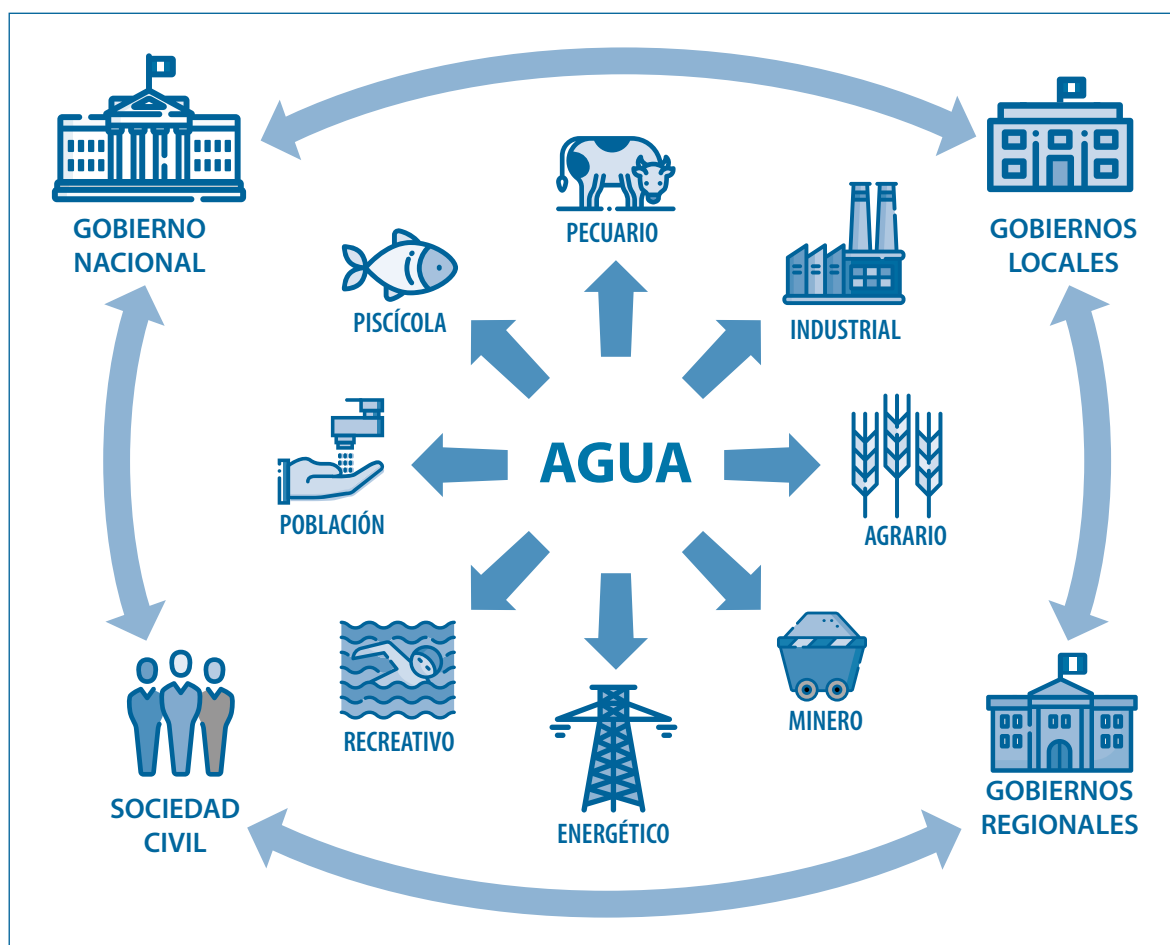 GOBIERNO
NACIONAL
GOBIERNOS
LOCALES
PECUARIO
PISCÍCOLA
INDUSTRIAL
AGUA
POBLACIÓN
AGRARIO
RECREATIVO
MINERO
ENERGÉTICO
SOCIEDAD
CIVIL
GOBIERNOS
REGIONALES